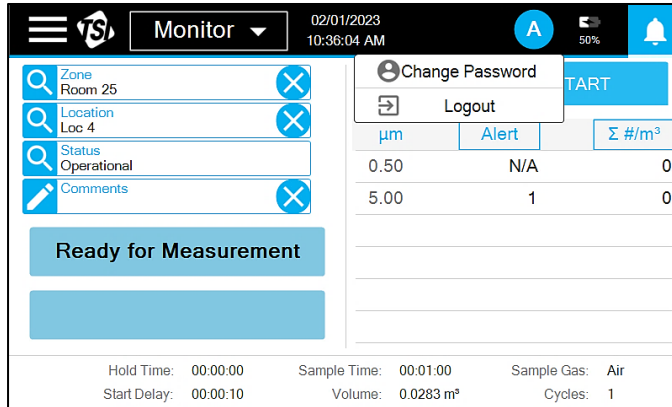 TSI Monitor 02/01/2023 A 50%
10:36:04 AM
Zone
Room 25
Location
Loc 4
Status
Operational
Comments
Ready for Measurement
Change Password
Logout
TART
µm Alert Σ #/m³
0.50 N/A 0
5.00 1 0
Hold Time: 00:00:00 Sample Time: 00:01:00 Sample Gas: Air
Start Delay: 00:00:10 Volume: 0.0283 m³ Cycles: 1